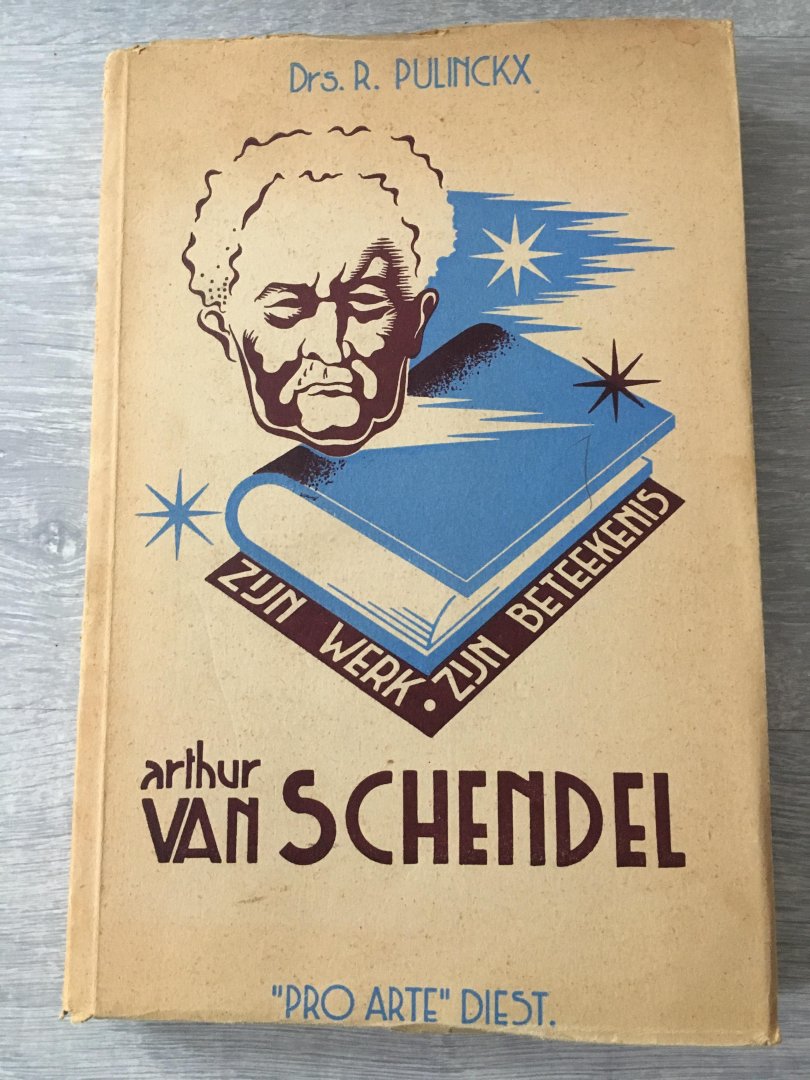 Drs. R. PULINCKX
ZIJN WERK. ZIJN BETEEKENIS
arthur
VAN SCHENDEL
"PRO ARTE" DIEST.